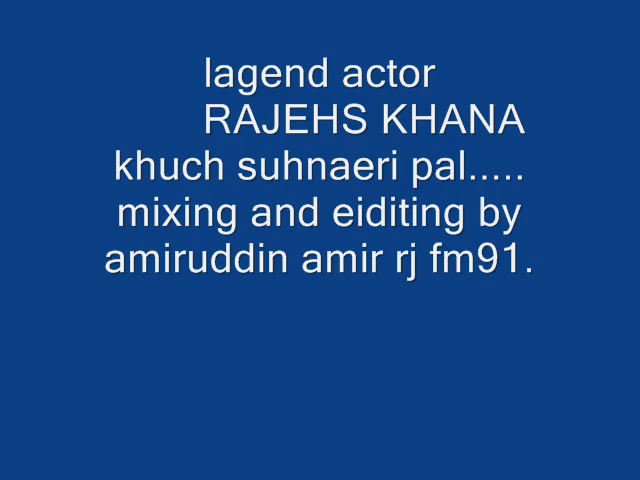 lagend actor
RAJEHS KHANA
khuch suhnaeri pal.....
mixing and eiditing by
amiruddin amir rj fm91.